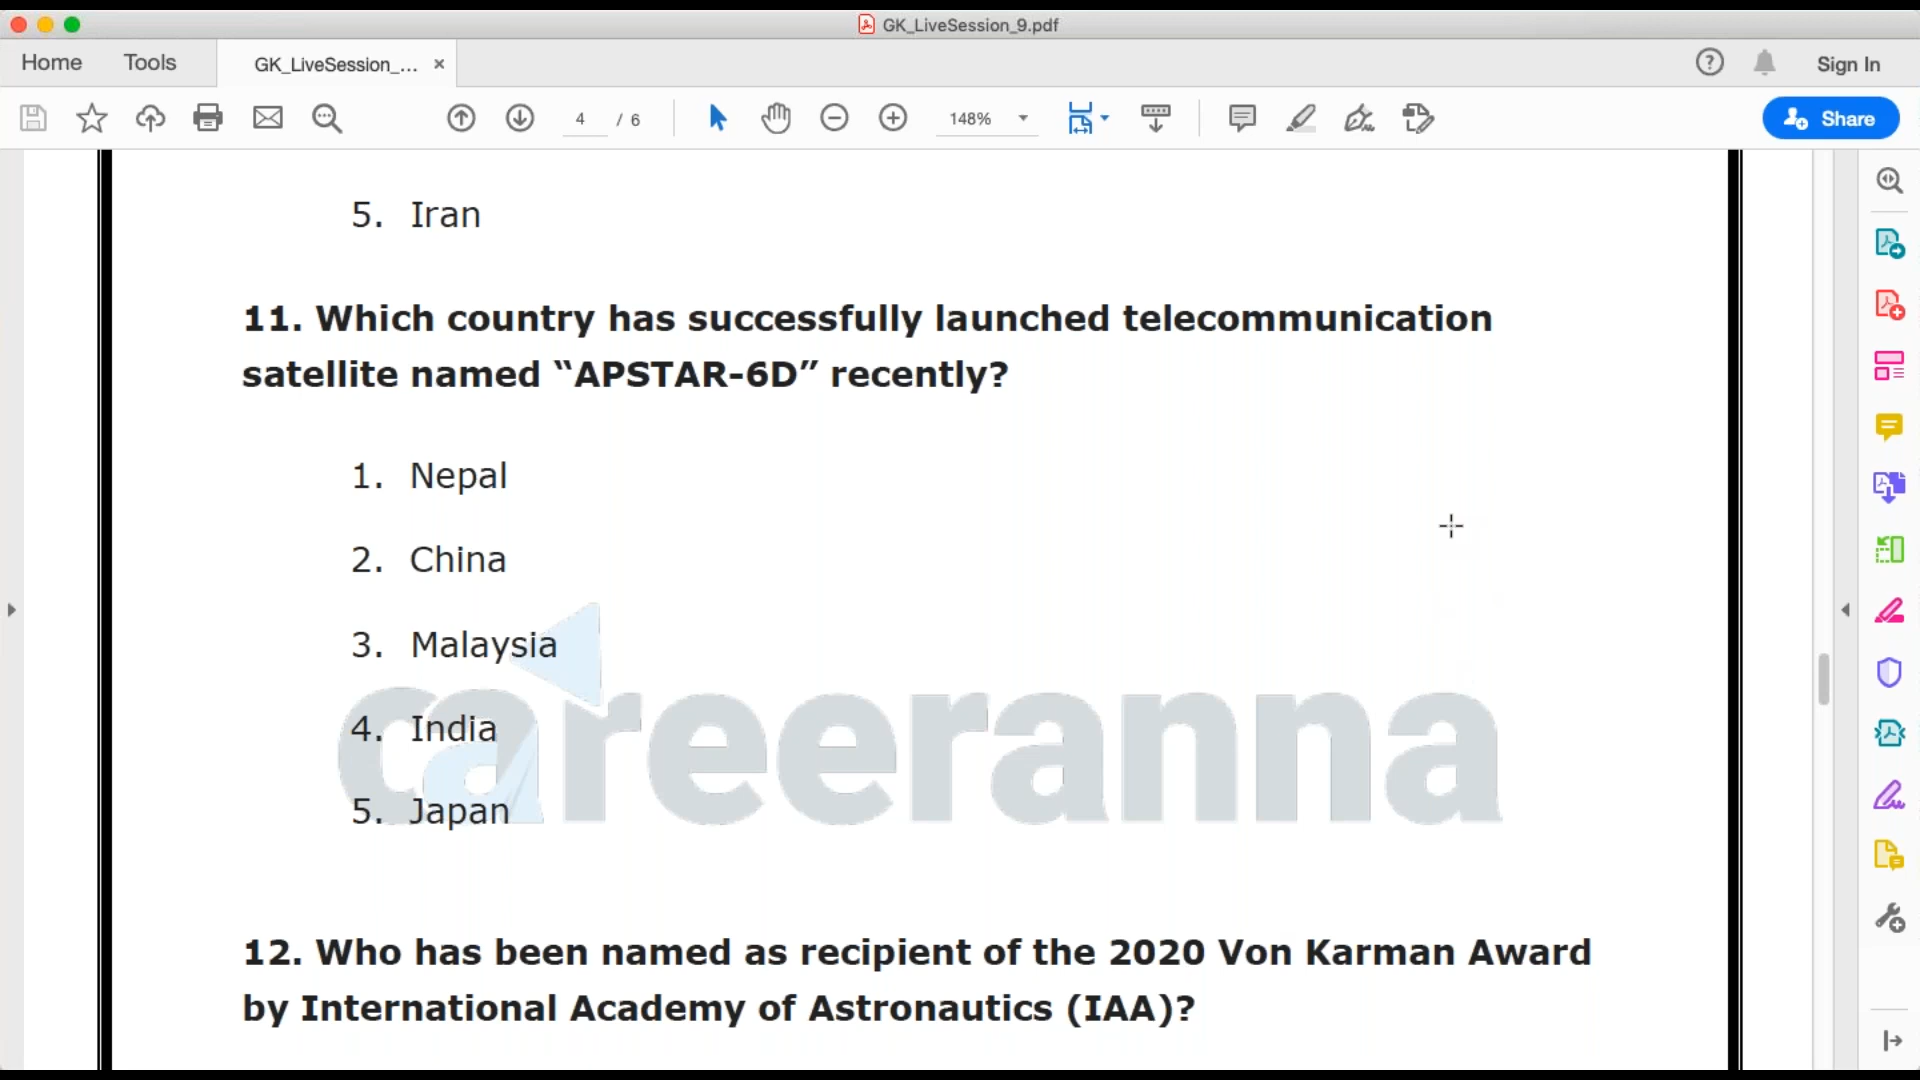 GK_LiveSession_9.pdf
Home Tools GK_LiveSession_... × Sign In
4 / 6 148% Share
5. Iran
11. Which country has successfully launched telecommunication
satellite named “APSTAR-6D” recently?
1. Nepal
2. China
3. Malaysia
4. India
5. Japan
careeranna
12. Who has been named as recipient of the 2020 Von Karman Award
by International Academy of Astronautics (IAA)?